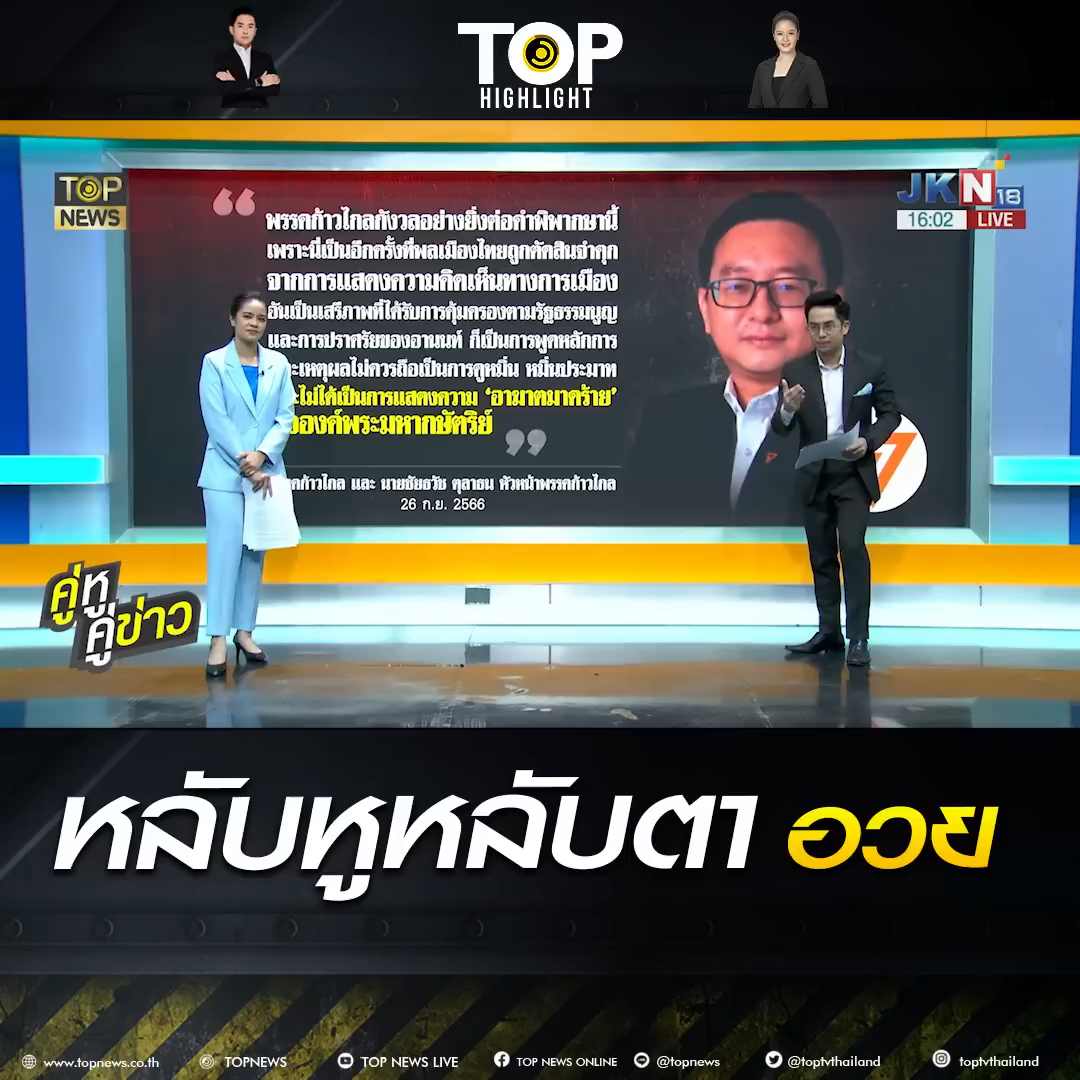 TOP
HIGHLIGHT
TOP
NEWS
JKN18
16:02 LIVE
“
พรรคก้าวไกลกังวลอย่างยิ่งต่อคำพิพากษานี้
เพราะนี่เป็นอีกครั้งที่พลเมืองไทยถูกตัดสินจำคุก
จากการแสดงความคิดเห็นทางการเมือง
อันเป็นเสรีภาพที่ได้รับการคุ้มครองตามรัฐธรรมนูญ
และการปราศรัยของอานนท์ ก็เป็นการพูดหลักการ
เหตุผลไม่ควรถือเป็นการดูหมิ่น หมิ่นประมาท
ไม่ได้เป็นการแสดงความ ‘อาฆาตมาดร้าย’
องค์พระมหากษัตริย์
”
ก้าวไกล และ นายชัยธวัช ตุลาธน หัวหน้าพรรคก้าวไกล
26 ก.ย. 2566
คู่หู
คู่ข่าว
หลับหูหลับตา อวย
www.topnews.co.th TOPNEWS TOP NEWS LIVE TOP NEWS ONLINE @topnews @toptvthailand toptvthailand